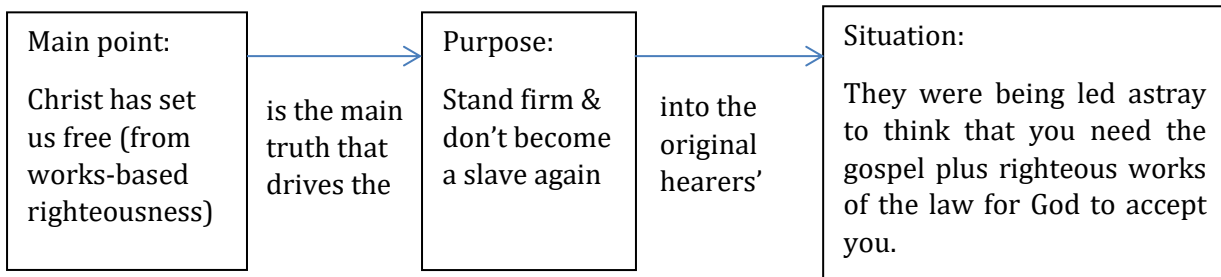 Main point:
Christ has set
us free (from
works-based
righteousness)
is the main
truth that
drives the
Purpose:
Stand firm &
don’t become
a slave again
into the
original
hearers’
Situation:
They were being led astray
to think that you need the
gospel plus righteous works
of the law for God to accept
you.